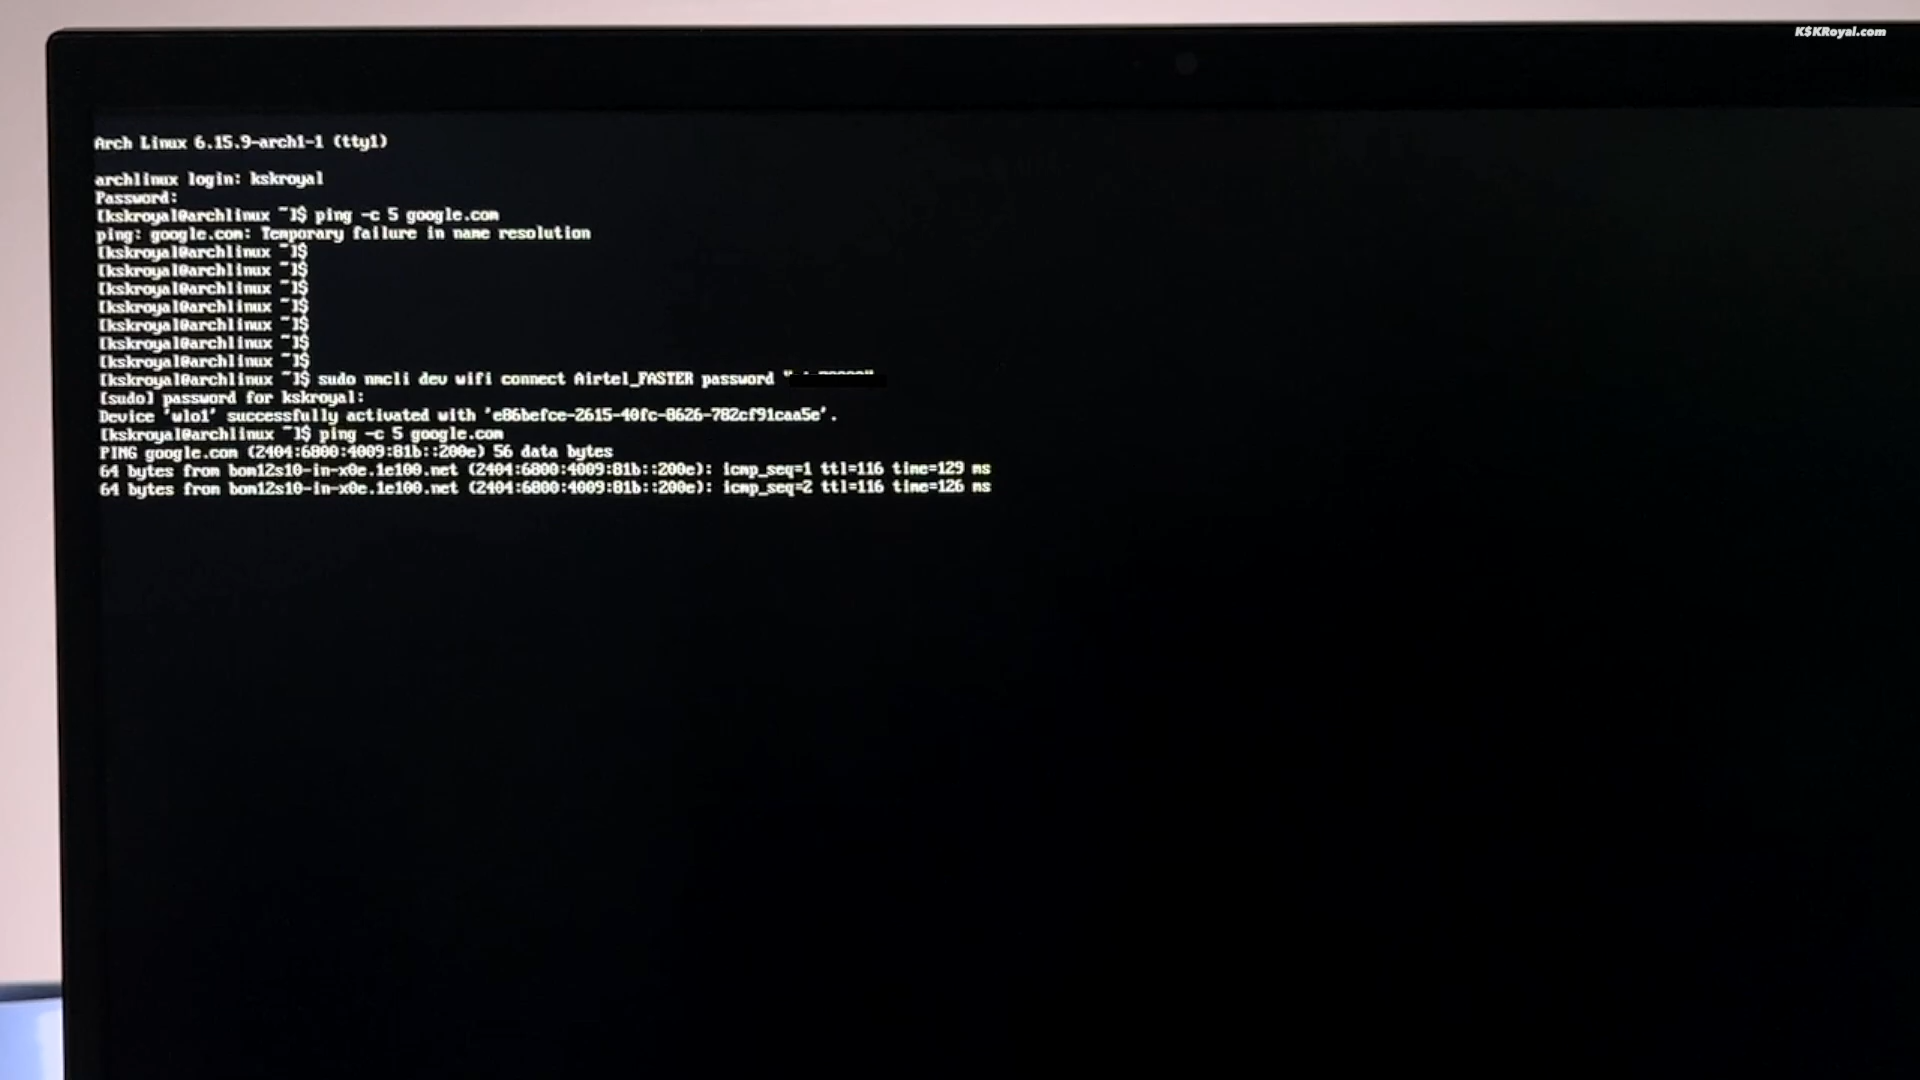 K$KRoyal.com
Arch Linux 6.15.9-arch1-1 (tty1)
archlinux login: kskroyal
Password:
[kskroyal@archlinux ~]$ ping -c 5 google.com
ping: google.com: Temporary failure in name resolution
[kskroyal@archlinux ~]$
[kskroyal@archlinux ~]$
[kskroyal@archlinux ~]$
[kskroyal@archlinux ~]$
[kskroyal@archlinux ~]$
[kskroyal@archlinux ~]$
[kskroyal@archlinux ~]$
[kskroyal@archlinux ~]$ sudo nmcli dev wifi connect Airtel_FASTER password "
[sudo] password for kskroyal:
Device 'wlo1' successfully activated with 'e86befce-2615-40fc-8626-782cf91caa5e'.
[kskroyal@archlinux ~]$ ping -c 5 google.com
PING google.com (2404:6800:4009:81b::200e) 56 data bytes
64 bytes from bom12s10-in-x0e.1e100.net (2404:6800:4009:81b::200e): icmp_seq=1 ttl=116 time=129 ms
64 bytes from bom12s10-in-x0e.1e100.net (2404:6800:4009:81b::200e): icmp_seq=2 ttl=116 time=126 ms